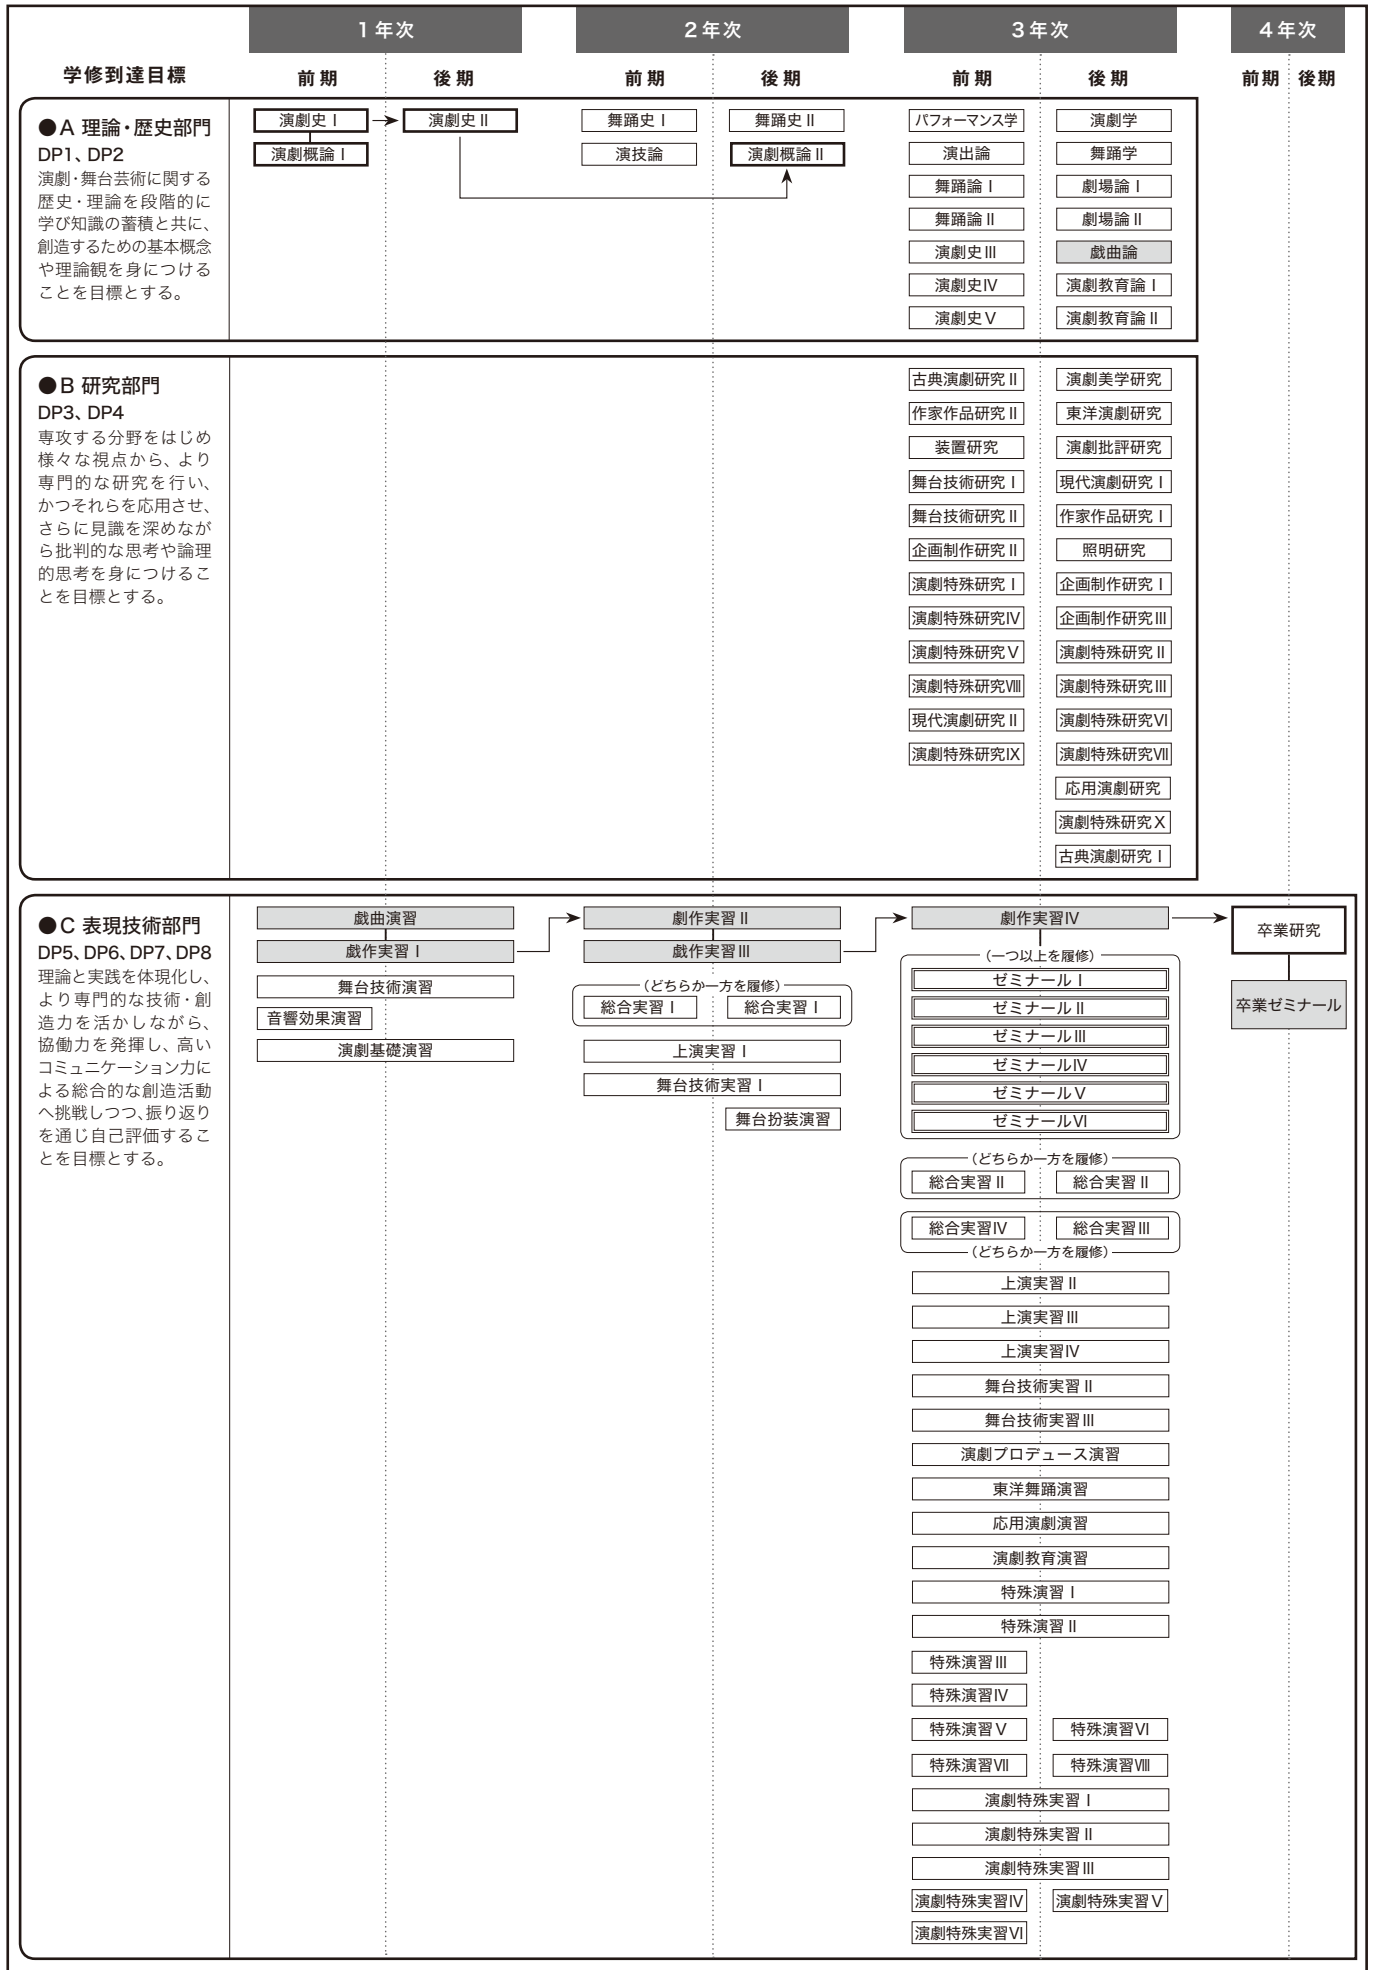 1年次 2年次 3年次 4年次
学修到達目標 前期 後期 前期 後期 前期 後期 前期 後期
●A 理論・歴史部門
DP1、DP2
演劇・舞台芸術に関する
歴史・理論を段階的に
学び知識の蓄積と共に、
創造するための基本概念
や理論観を身につける
ことを目標とする。
演劇史Ⅰ 演劇史Ⅱ 舞踊史Ⅰ 舞踊史Ⅱ パフォーマンス学 演劇学
演劇概論Ⅰ 演技論 演劇概論Ⅱ 演出論 舞踊学
舞踊論Ⅰ 劇場論Ⅰ
舞踊論Ⅱ 劇場論Ⅱ
演劇史Ⅲ 戯曲論
演劇史Ⅳ 演劇教育論Ⅰ
演劇史Ⅴ 演劇教育論Ⅱ
●B 研究部門
DP3、DP4
専攻する分野をはじめ
様々な視点から、より
専門的な研究を行い、
かつそれらを応用させ、
さらに見識を深めなが
ら批判的な思考や論理
的思考を身につけるこ
とを目標とする。
古典演劇研究Ⅱ 演劇美学研究
作家作品研究Ⅱ 東洋演劇研究
装置研究 演劇批評研究
舞台技術研究Ⅰ 現代演劇研究Ⅰ
舞台技術研究Ⅱ 作家作品研究Ⅰ
企画制作研究Ⅱ 照明研究
演劇特殊研究Ⅰ 企画制作研究Ⅰ
演劇特殊研究Ⅳ 企画制作研究Ⅲ
演劇特殊研究Ⅴ 演劇特殊研究Ⅱ
演劇特殊研究Ⅷ 演劇特殊研究Ⅲ
現代演劇研究Ⅱ 演劇特殊研究Ⅵ
演劇特殊研究Ⅸ 演劇特殊研究Ⅶ
応用演劇研究
演劇特殊研究Ⅹ
古典演劇研究Ⅰ
●C 表現技術部門
DP5、DP6、DP7、DP8
理論と実践を体現化し、
より専門的な技術・創
造力を活かしながら、
協働力を発揮し、高い
コミュニケーション力に
よる総合的な創造活動
へ挑戦しつつ、振り返り
を通じ自己評価するこ
とを目標とする。
戯曲演習 劇作実習Ⅱ 劇作実習Ⅳ 卒業研究
戯作実習Ⅰ 戯作実習Ⅲ
舞台技術演習
音響効果演習
演劇基礎演習
(どちらか一方を履修)
総合実習Ⅰ 総合実習Ⅰ
上演実習Ⅰ
舞台技術実習Ⅰ
舞台扮装演習
(一つ以上を履修)
ゼミナールⅠ
ゼミナールⅡ 卒業ゼミナール
ゼミナールⅢ
ゼミナールⅣ
ゼミナールⅤ
ゼミナールⅥ
(どちらか一方を履修)
総合実習Ⅱ 総合実習Ⅱ
総合実習Ⅳ 総合実習Ⅲ
(どちらか一方を履修)
上演実習Ⅱ
上演実習Ⅲ
上演実習Ⅳ
舞台技術実習Ⅱ
舞台技術実習Ⅲ
演劇プロデュース演習
東洋舞踊演習
応用演劇演習
演劇教育演習
特殊演習Ⅰ
特殊演習Ⅱ
特殊演習Ⅲ
特殊演習Ⅳ
特殊演習Ⅴ 特殊演習Ⅵ
特殊演習Ⅶ 特殊演習Ⅷ
演劇特殊実習Ⅰ
演劇特殊実習Ⅱ
演劇特殊実習Ⅲ
演劇特殊実習Ⅳ 演劇特殊実習Ⅴ
演劇特殊実習Ⅵ